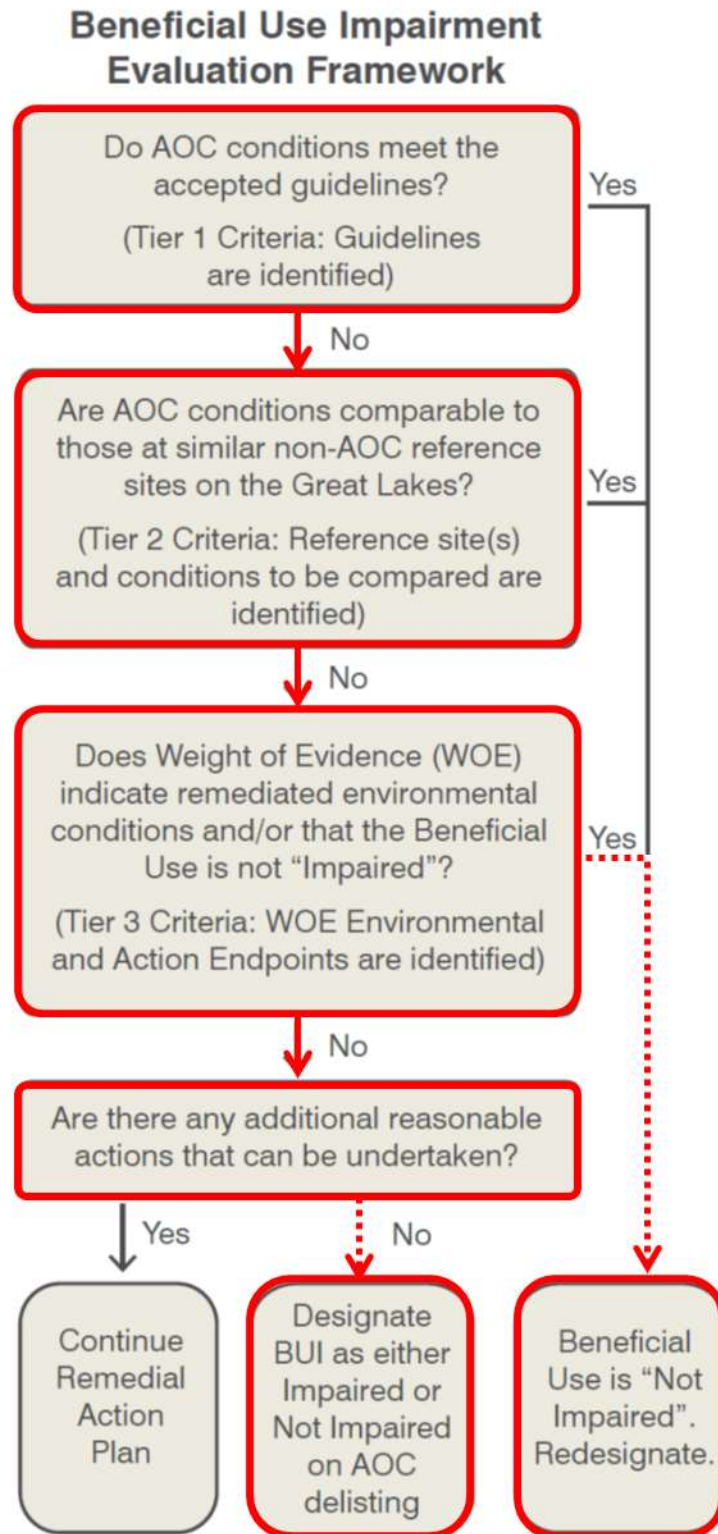 Beneficial Use Impairment
Evaluation Framework
Do AOC conditions meet the
accepted guidelines?
(Tier 1 Criteria: Guidelines
are identified)
Yes
No
Are AOC conditions comparable to
those at similar non-AOC reference
sites on the Great Lakes?
(Tier 2 Criteria: Reference site(s)
and conditions to be compared are
identified)
Yes
No
Does Weight of Evidence (WOE)
indicate remediated environmental
conditions and/or that the Beneficial
Use is not “Impaired”?
(Tier 3 Criteria: WOE Environmental
and Action Endpoints are identified)
Yes
No
Are there any additional reasonable
actions that can be undertaken?
Yes
No
Continue
Remedial
Action
Plan
Designate
BUI as either
Impaired or
Not Impaired
on AOC
delisting
Beneficial
Use is “Not
Impaired”.
Redesignate.